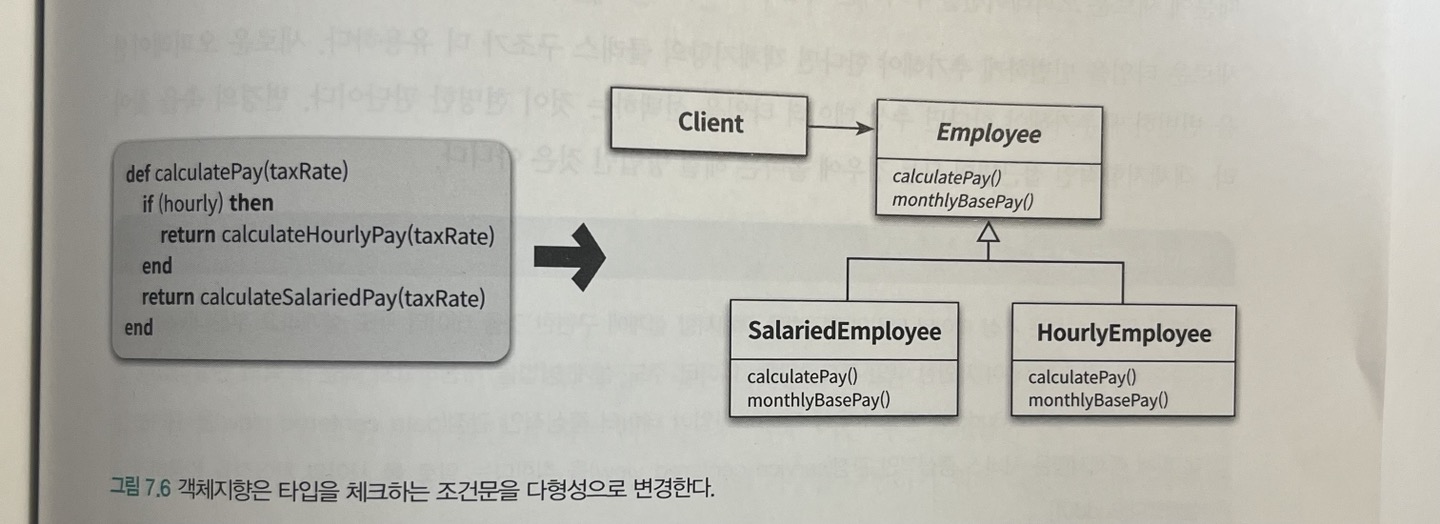 def calculatePay(taxRate)
if (hourly) then
return calculateHourlyPay(taxRate)
end
return calculateSalariedPay(taxRate)
end
Client
Employee
calculatePay()
monthlyBasePay()
SalariedEmployee
calculatePay()
monthlyBasePay()
HourlyEmployee
calculatePay()
monthlyBasePay()
그림 7.6 객체지향은 타입을 체크하는 조건문을 다형성으로 변경한다.